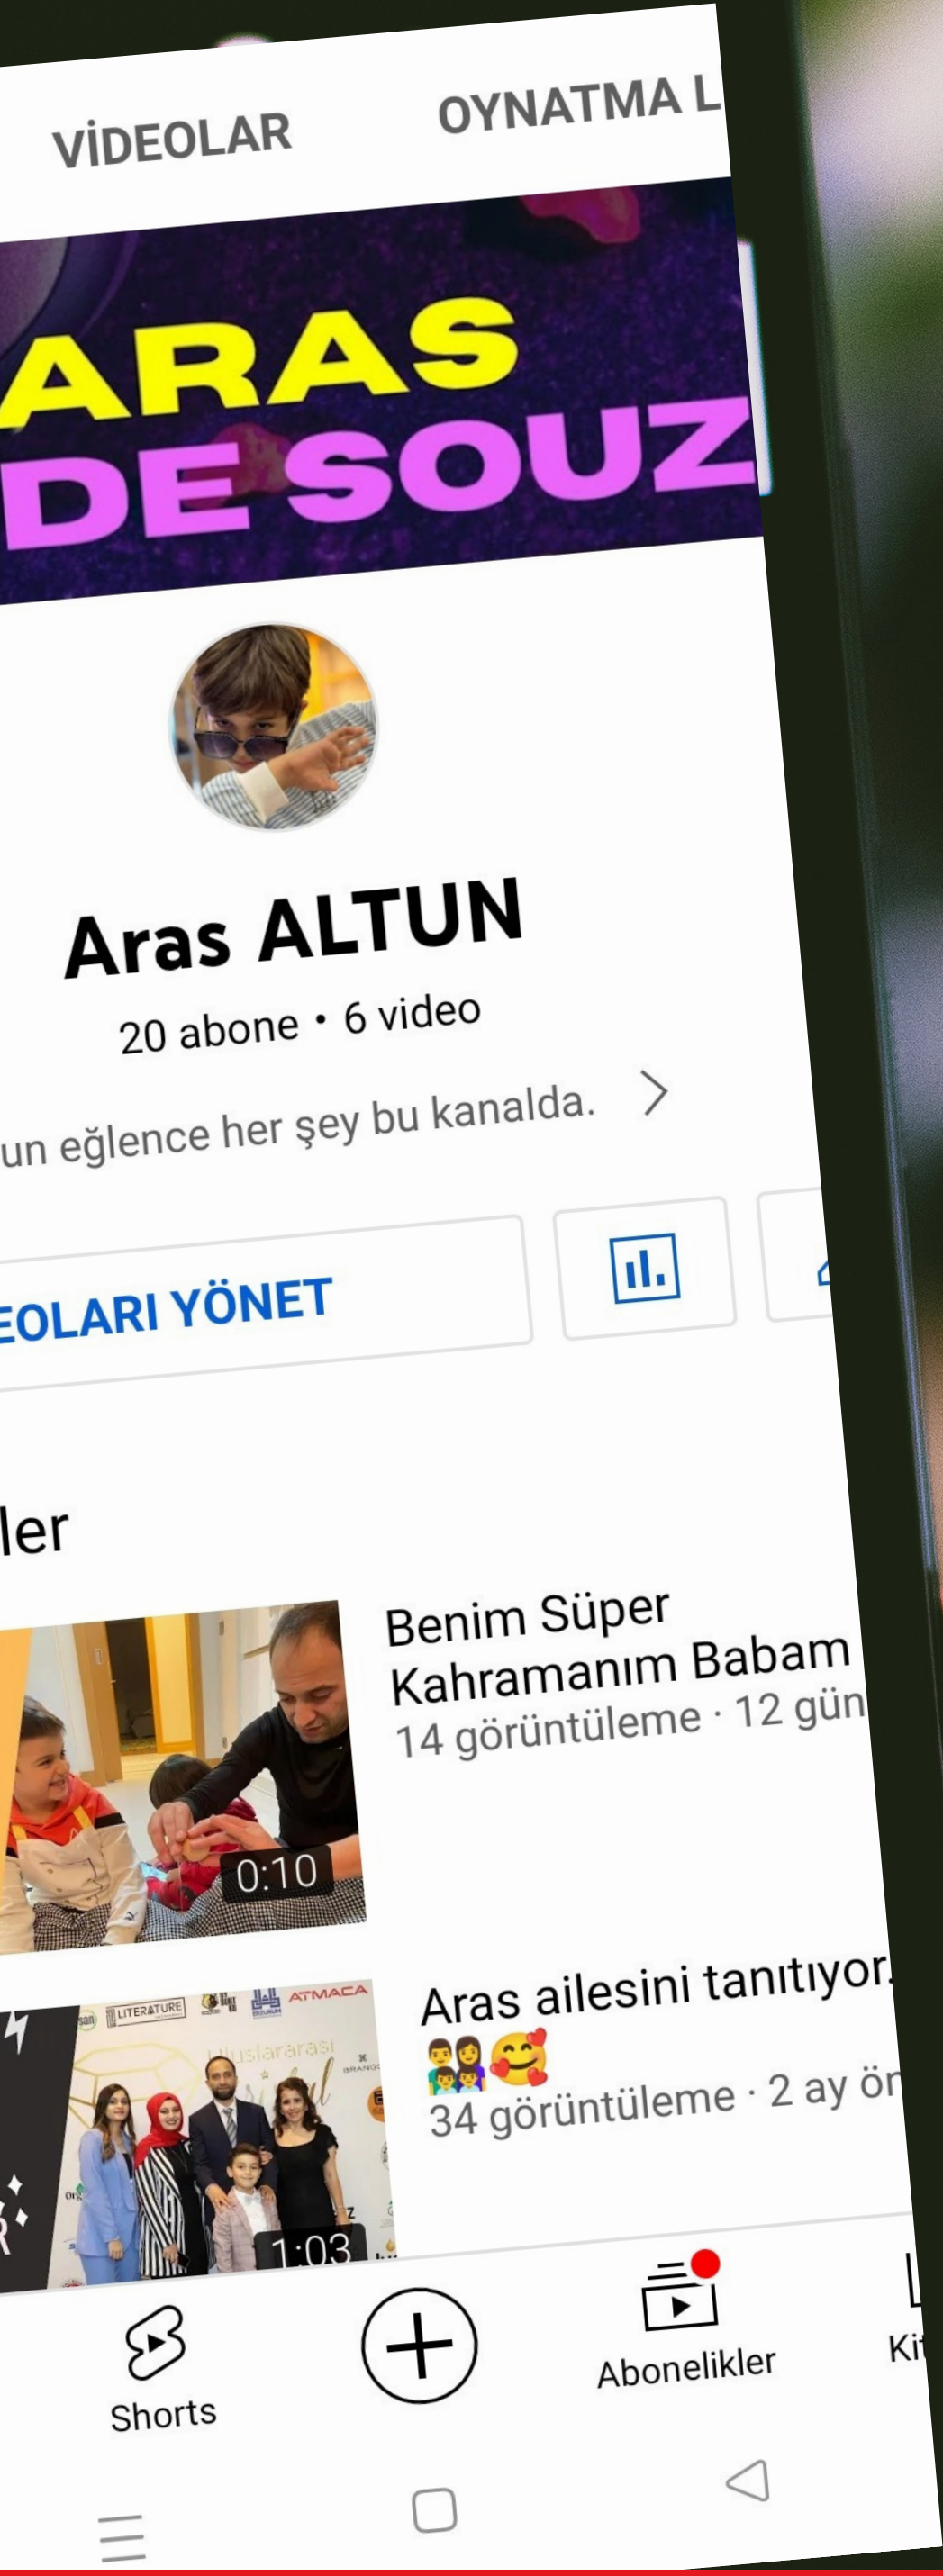 VİDEOLAR
OYNATMA L
ARAS
DE SOUZ
Aras ALTUN
20 abone • 6 video
un eğlence her şey bu kanalda.
EOLARI YÖNET
ler
Benim Süper
Kahramanım Babam
14 görüntüleme · 12 gün
0:10
Aras ailesini tanıtıyor.
34 görüntüleme · 2 ay ön
LITERATURE
ATMACA
Uluslararası
1:03
Shorts
Abonelikler
Kit